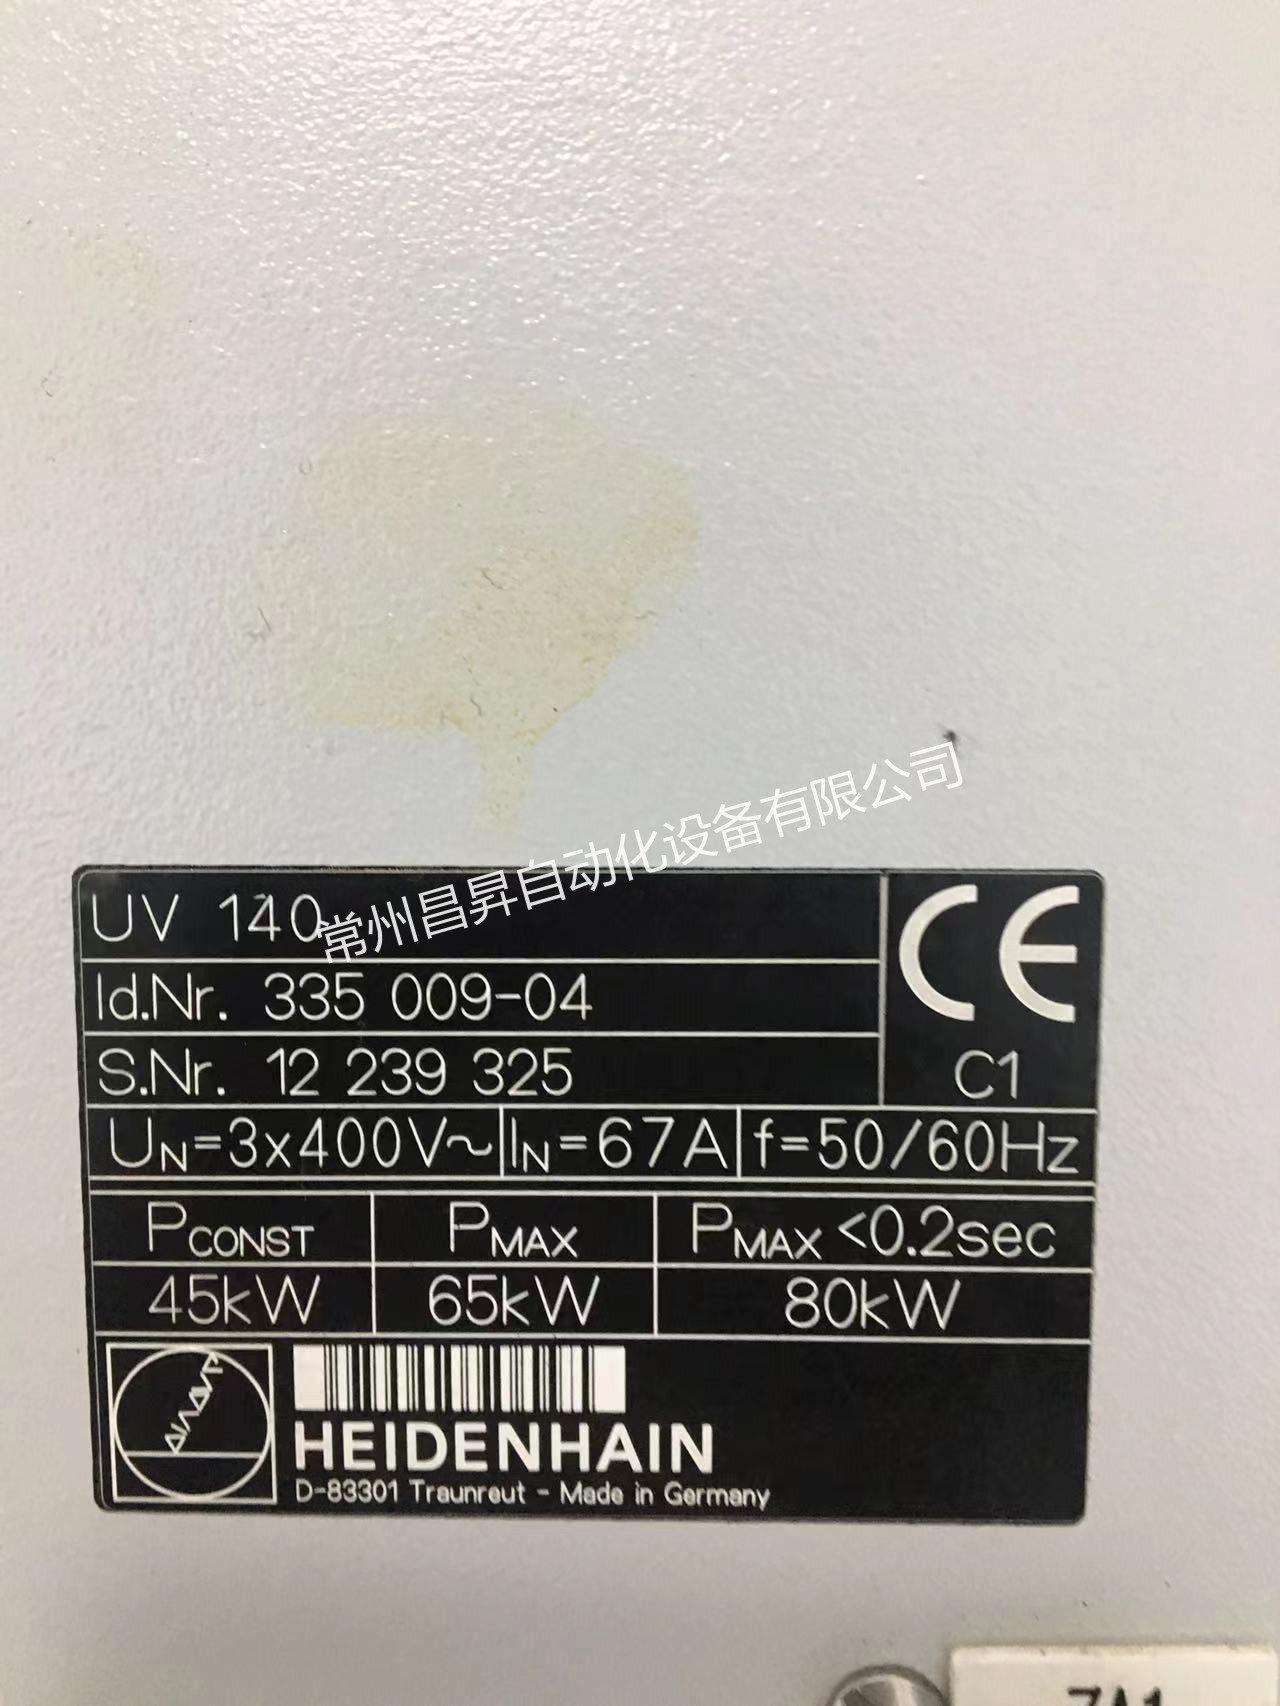 常州昌昇自动化设备有限公司
UV 140
Id.Nr. 335 009-04
S.Nr. 12 239 325
CE
C1
UN=3x400V~ IN=67A f=50/60Hz
PCONST PMAX PMAX <0.2sec
45kW 65kW 80kW
HEIDENHAIN
D-83301 Traunreut - Made in Germany